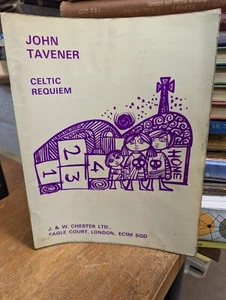 JOHN
TAVENER
CELTIC
REQUIEM
1
2
3
4
HOME
J. & W. CHESTER LTD.,
EAGLE COURT, LONDON, EC1M 5QD